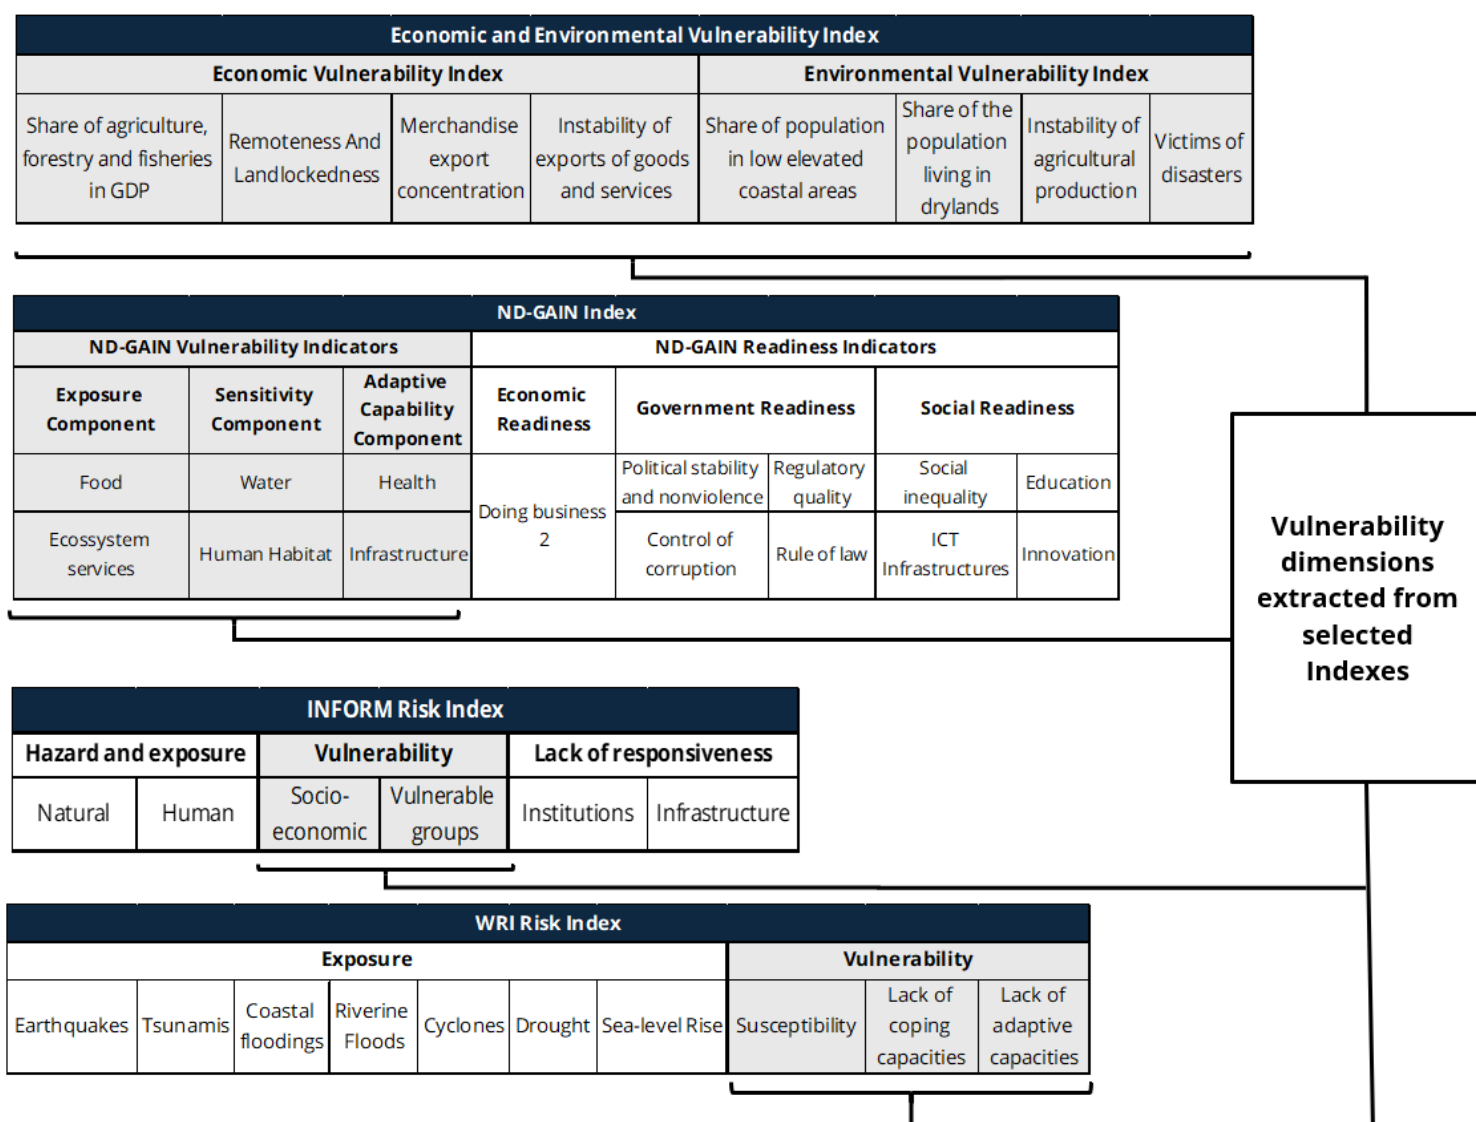 Economic and Environmental Vulnerability Index
Economic Vulnerability Index
Environmental Vulnerability Index
Share of agriculture,
forestry and fisheries
in GDP
Remoteness And
Landlockedness
Merchandise
export
concentration
Instability of
exports of goods
and services
Share of population
in low elevated
coastal areas
Share of the
population
living in
drylands
Instability of
agricultural
production
Victims of
disasters
ND-GAIN Index
ND-GAIN Vulnerability Indicators
ND-GAIN Readiness Indicators
Exposure
Component
Sensitivity
Component
Adaptive
Capability
Component
Economic
Readiness
Government Readiness
Social Readiness
Food
Water
Health
Doing business
2
Political stability
and nonviolence
Regulatory
quality
Social
inequality
Education
Ecossystem
services
Human Habitat
Infrastructure
Control of
corruption
Rule of law
ICT
Infrastructures
Innovation
Vulnerability
dimensions
extracted from
selected
Indexes
INFORM Risk Index
Hazard and exposure
Vulnerability
Lack of responsiveness
Natural
Human
Socio-
economic
Vulnerable
groups
Institutions
Infrastructure
WRI Risk Index
Exposure
Vulnerability
Earthquakes
Tsunamis
Coastal
floodings
Riverine
Floods
Cyclones
Drought
Sea-level Rise
Susceptibility
Lack of
coping
capacities
Lack of
adaptive
capacities